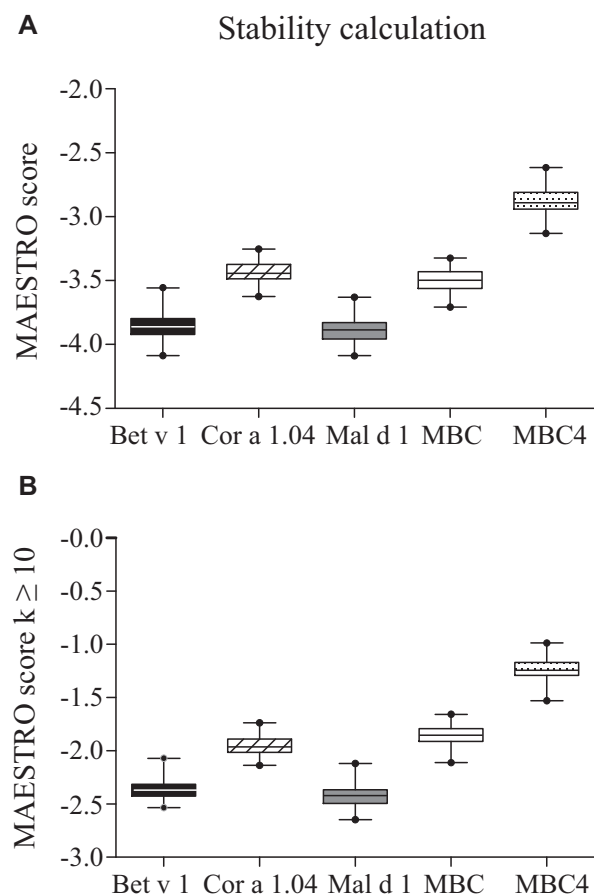 A
Stability calculation
MAESTRO score
-2.0
-2.5
-3.0
-3.5
-4.0
-4.5
Bet v 1 Cor a 1.04 Mal d 1 MBC MBC4
B
MAESTRO score k ≥ 10
-0.0
-0.5
-1.0
-1.5
-2.0
-2.5
-3.0
Bet v 1 Cor a 1.04 Mal d 1 MBC MBC4